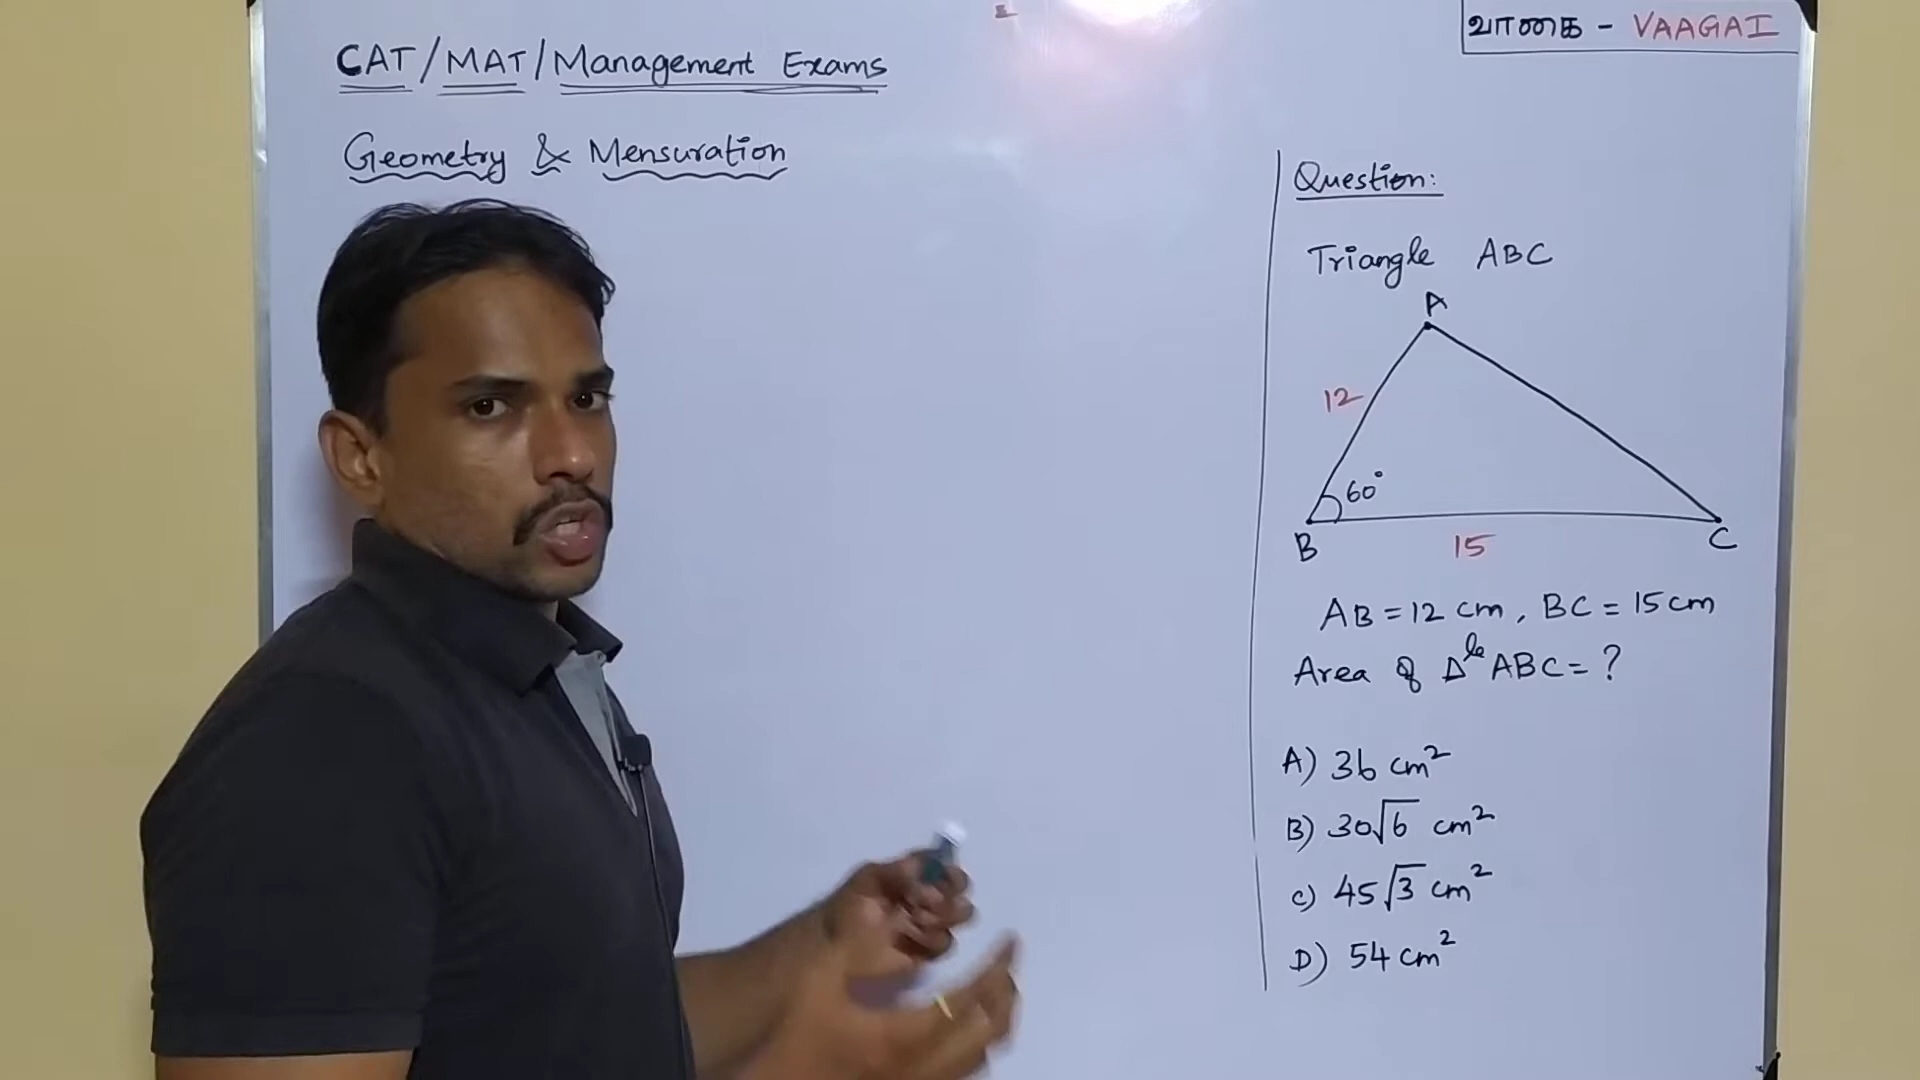 வாகை - VAAGAI
CAT/MAT/Management Exams
Geometry & Mensuration
Question:
Triangle ABC
A
12
60°
B
15
C
AB = 12 cm, BC = 15 cm
Area of Δle ABC = ?
A) 36 cm²
B) 30√6 cm²
C) 45√3 cm²
D) 54 cm²